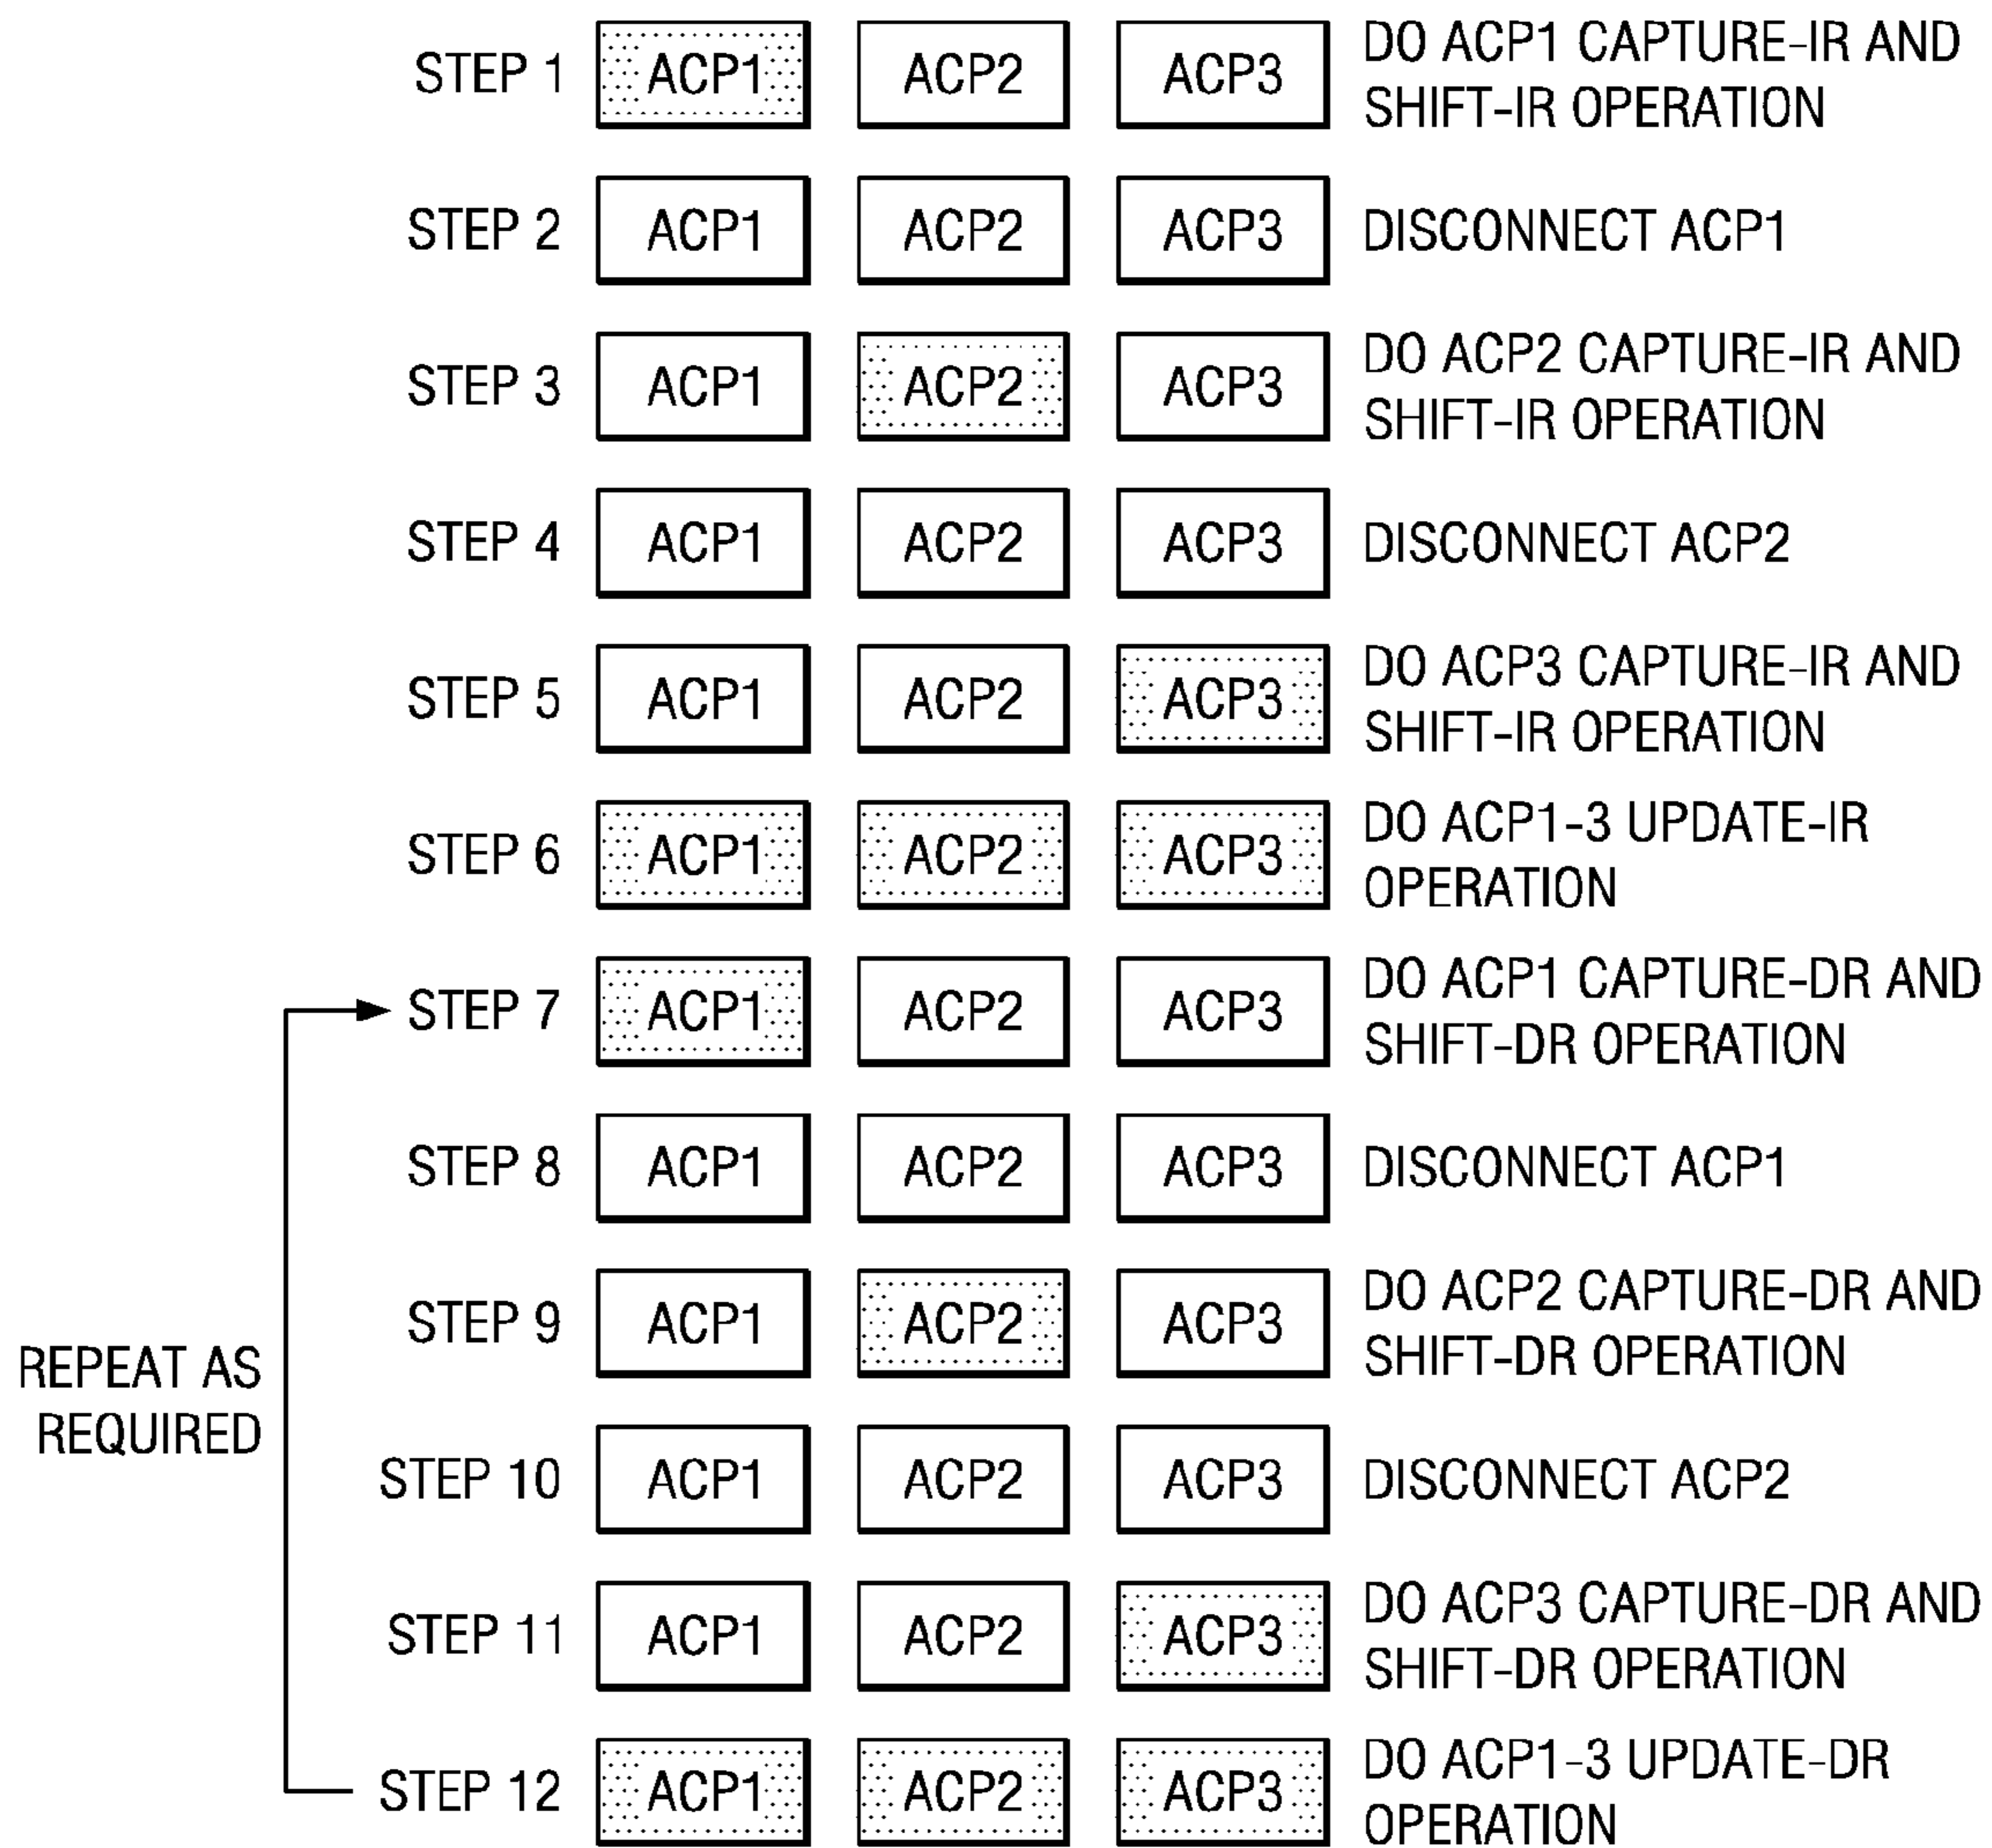 STEP 1 ACP1 ACP2 ACP3 DO ACP1 CAPTURE-IR AND
SHIFT-IR OPERATION
STEP 2 ACP1 ACP2 ACP3 DISCONNECT ACP1
STEP 3 ACP1 ACP2 ACP3 DO ACP2 CAPTURE-IR AND
SHIFT-IR OPERATION
STEP 4 ACP1 ACP2 ACP3 DISCONNECT ACP2
STEP 5 ACP1 ACP2 ACP3 DO ACP3 CAPTURE-IR AND
SHIFT-IR OPERATION
STEP 6 ACP1 ACP2 ACP3 DO ACP1-3 UPDATE-IR
OPERATION
STEP 7 ACP1 ACP2 ACP3 DO ACP1 CAPTURE-DR AND
SHIFT-DR OPERATION
STEP 8 ACP1 ACP2 ACP3 DISCONNECT ACP1
STEP 9 ACP1 ACP2 ACP3 DO ACP2 CAPTURE-DR AND
SHIFT-DR OPERATION
REPEAT AS
REQUIRED
STEP 10 ACP1 ACP2 ACP3 DISCONNECT ACP2
STEP 11 ACP1 ACP2 ACP3 DO ACP3 CAPTURE-DR AND
SHIFT-DR OPERATION
STEP 12 ACP1 ACP2 ACP3 DO ACP1-3 UPDATE-DR
OPERATION